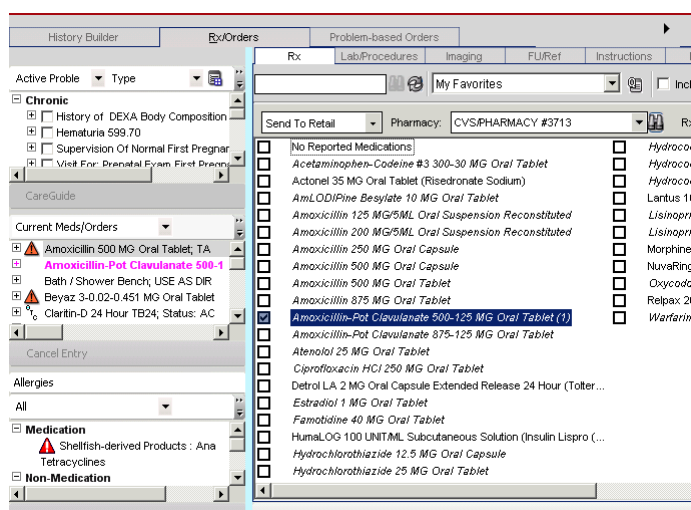 History Builder Rx/Orders Problem-based Orders
Rx Lab/Procedures Imaging FU/Ref Instructions
Active Proble Type
My Favorites Incl
Chronic
History of DEXA Body Composition
Hematuria 599.70
Supervision Of Normal First Pregnar
Visit For: Prenatal Exam First Pregn
CareGuide
Send To Retail Pharmacy: CVS/PHARMACY #3713 R
No Reported Medications
Acetaminophen-Codeine #3 300-30 MG Oral Tablet
Actonel 35 MG Oral Tablet (Risedronate Sodium)
AmLODIPine Besylate 10 MG Oral Tablet
Amoxicillin 125 MG/5ML Oral Suspension Reconstituted
Amoxicillin 200 MG/5ML Oral Suspension Reconstituted
Amoxicillin 250 MG Oral Capsule
Amoxicillin 500 MG Oral Capsule
Amoxicillin 500 MG Oral Tablet
Amoxicillin 875 MG Oral Tablet
Amoxicillin-Pot Clavulanate 500-125 MG Oral Tablet (1)
Amoxicillin-Pot Clavulanate 875-125 MG Oral Tablet
Atenolol 25 MG Oral Tablet
Ciprofloxacin HCl 250 MG Oral Tablet
Detrol LA 2 MG Oral Capsule Extended Release 24 Hour (Tolter...
Estradiol 1 MG Oral Tablet
Famotidine 40 MG Oral Tablet
HumaLOG 100 UNIT/ML Subcutaneous Solution (Insulin Lispro (...
Hydrochlorothiazide 12.5 MG Oral Capsule
Hydrochlorothiazide 25 MG Oral Tablet
Hydroco
Hydroco
Hydroco
Lantus 10
Lisinopr
Lisinopr
Morphine
NuvaRing
Oxycodo
Relpax 20
Warfarin
Current Meds/Orders
Amoxicillin 500 MG Oral Tablet; TA
Amoxicillin-Pot Clavulanate 500-1
Bath / Shower Bench; USE AS DIR
Beyaz 3-0.02-0.451 MG Oral Tablet
Claritin-D 24 Hour TB24; Status: AC
Cancel Entry
Allergies
All
Medication
Shellfish-derived Products : Ana
Tetracyclines
Non-Medication